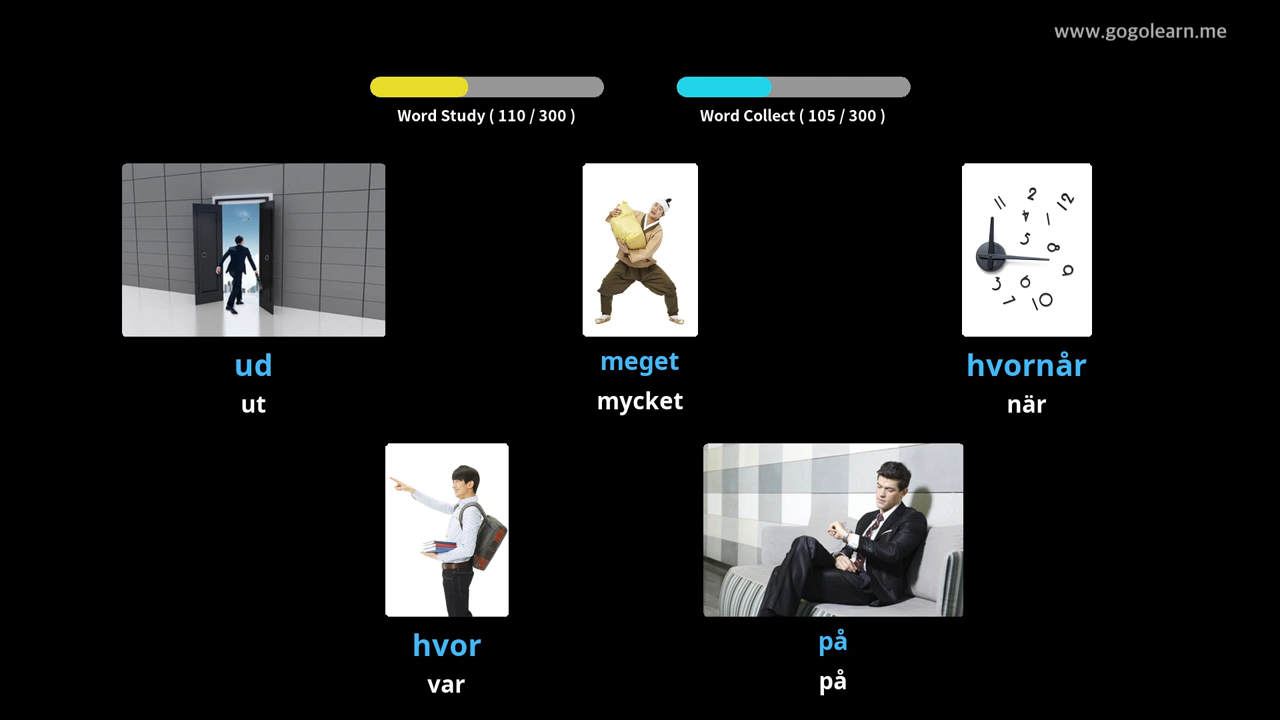 www.gogolearn.me
Word Study ( 110 / 300 )
Word Collect ( 105 / 300 )
ud
ut
meget
mycket
hvornår
när
hvor
var
på
på